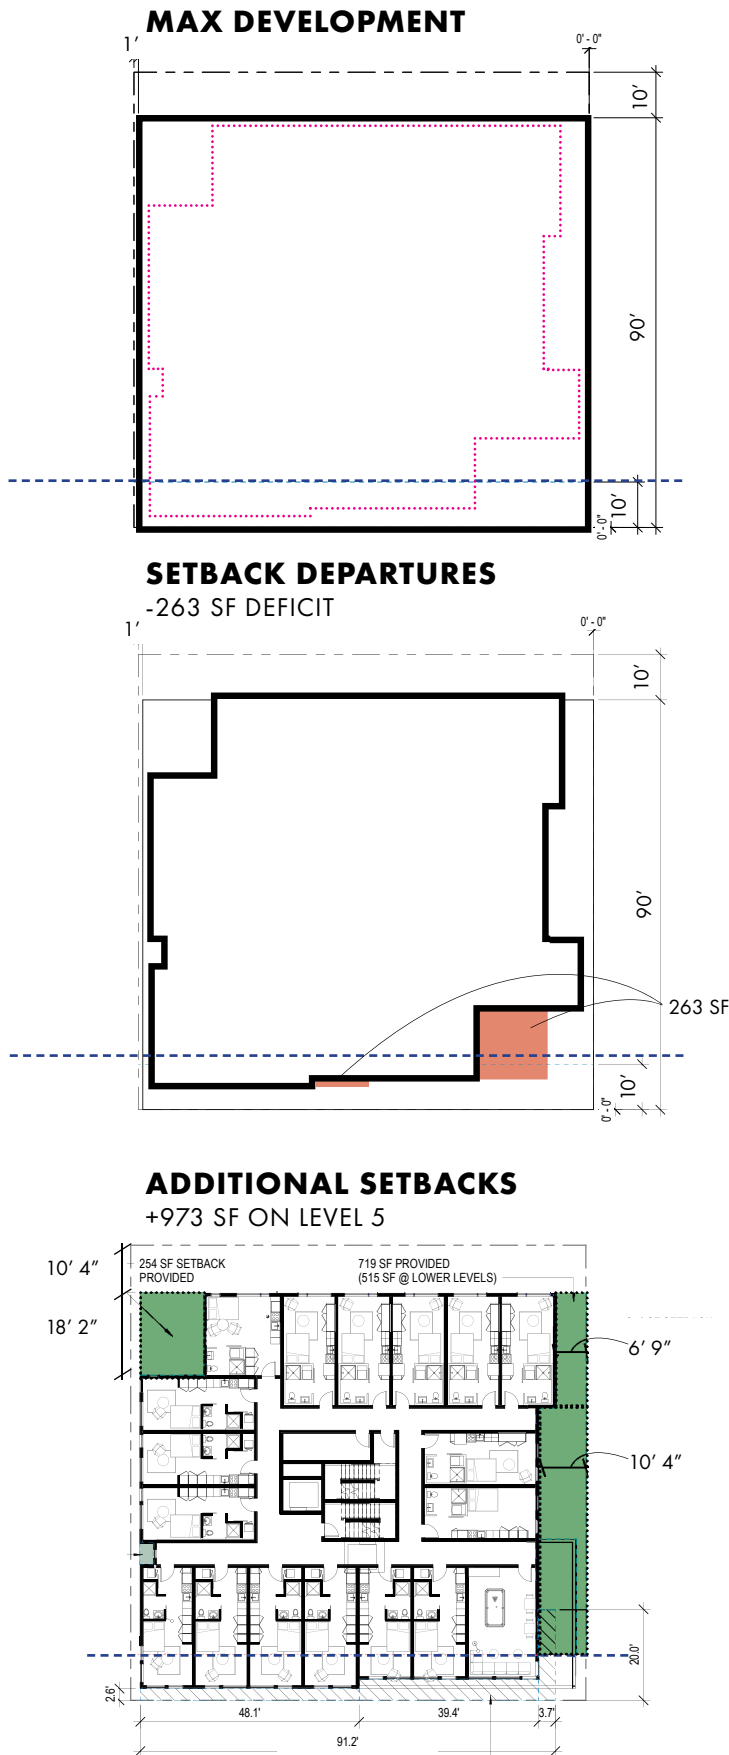 MAX DEVELOPMENT
1’
0' - 0"
10’
90’
10’
0' - 0"
SETBACK DEPARTURES
-263 SF DEFICIT
1’
0' - 0"
10’
90’
263 SF
10’
0' - 0"
ADDITIONAL SETBACKS
+973 SF ON LEVEL 5
10’ 4”
254 SF SETBACK
PROVIDED
719 SF PROVIDED
(515 SF @ LOWER LEVELS)
18’ 2”
6’ 9”
10’ 4”
20.0'
2.6'
48.1'
39.4'
3.7'
91.2'